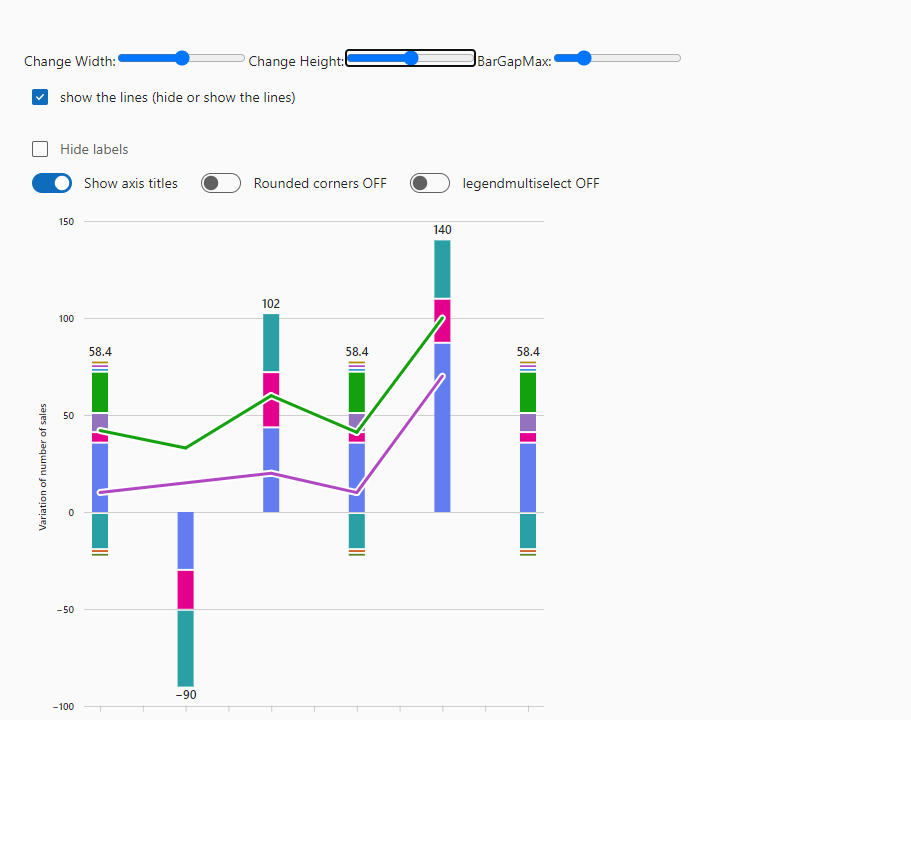 Change Width: Change Height: BarGapMax:
show the lines (hide or show the lines)
Hide labels
Show axis titles Rounded corners OFF legendmultiselect OFF
150
140
102
100
58.4 58.4 58.4
50
Variation of number of sales
0
−50
−90
−100